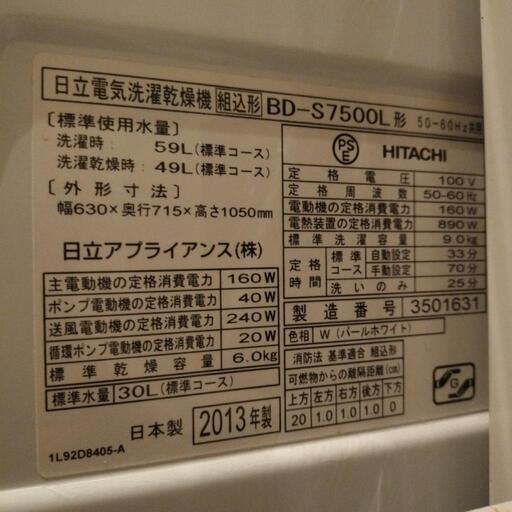 日立電気洗濯乾燥機 組込形 BD-S7500L形 50-60Hz共用
[標準使用水量]
洗濯時: 59L(標準コース)
洗濯乾燥時: 49L(標準コース)
[外形寸法]
幅630×奥行715×高さ1050mm
日立アプライアンス(株)
主電動機の定格消費電力 160W
ポンプ電動機の定格消費電力 40W
送風電動機の定格消費電力 240W
循環ポンプ電動機の定格消費電力 20W
標準乾燥容量 6.0kg
標準水量 30L(標準コース)
日本製 2013年製
1L92D8405-A
PSE HITACHI
定格電圧 100V
定格周波数 50-60Hz
電動機の定格消費電力 160W
電熱装置の定格消費電力 890W
標準洗濯容量 9.0kg
定格時間 標準コース 自動設定 33分
手動設定 70分
洗いのみ 25分
製造番号 3501631
色相 W(パールホワイト)
消防法 基準適合 組込形
可燃物からの離隔距離(cm)
上方 左方 右方 後方 下方
20 1.0 1.0 1.0 0
G